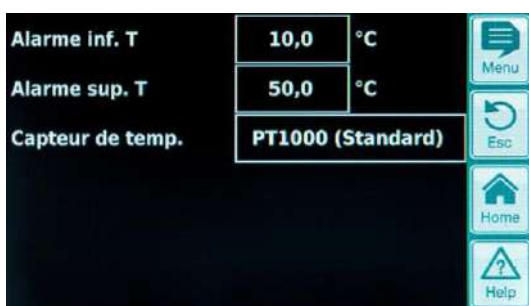 Alarme inf. T 10,0 °C
Menu
Alarme sup. T 50,0 °C
Capteur de temp. PT1000 (Standard)
Esc
Home
Help